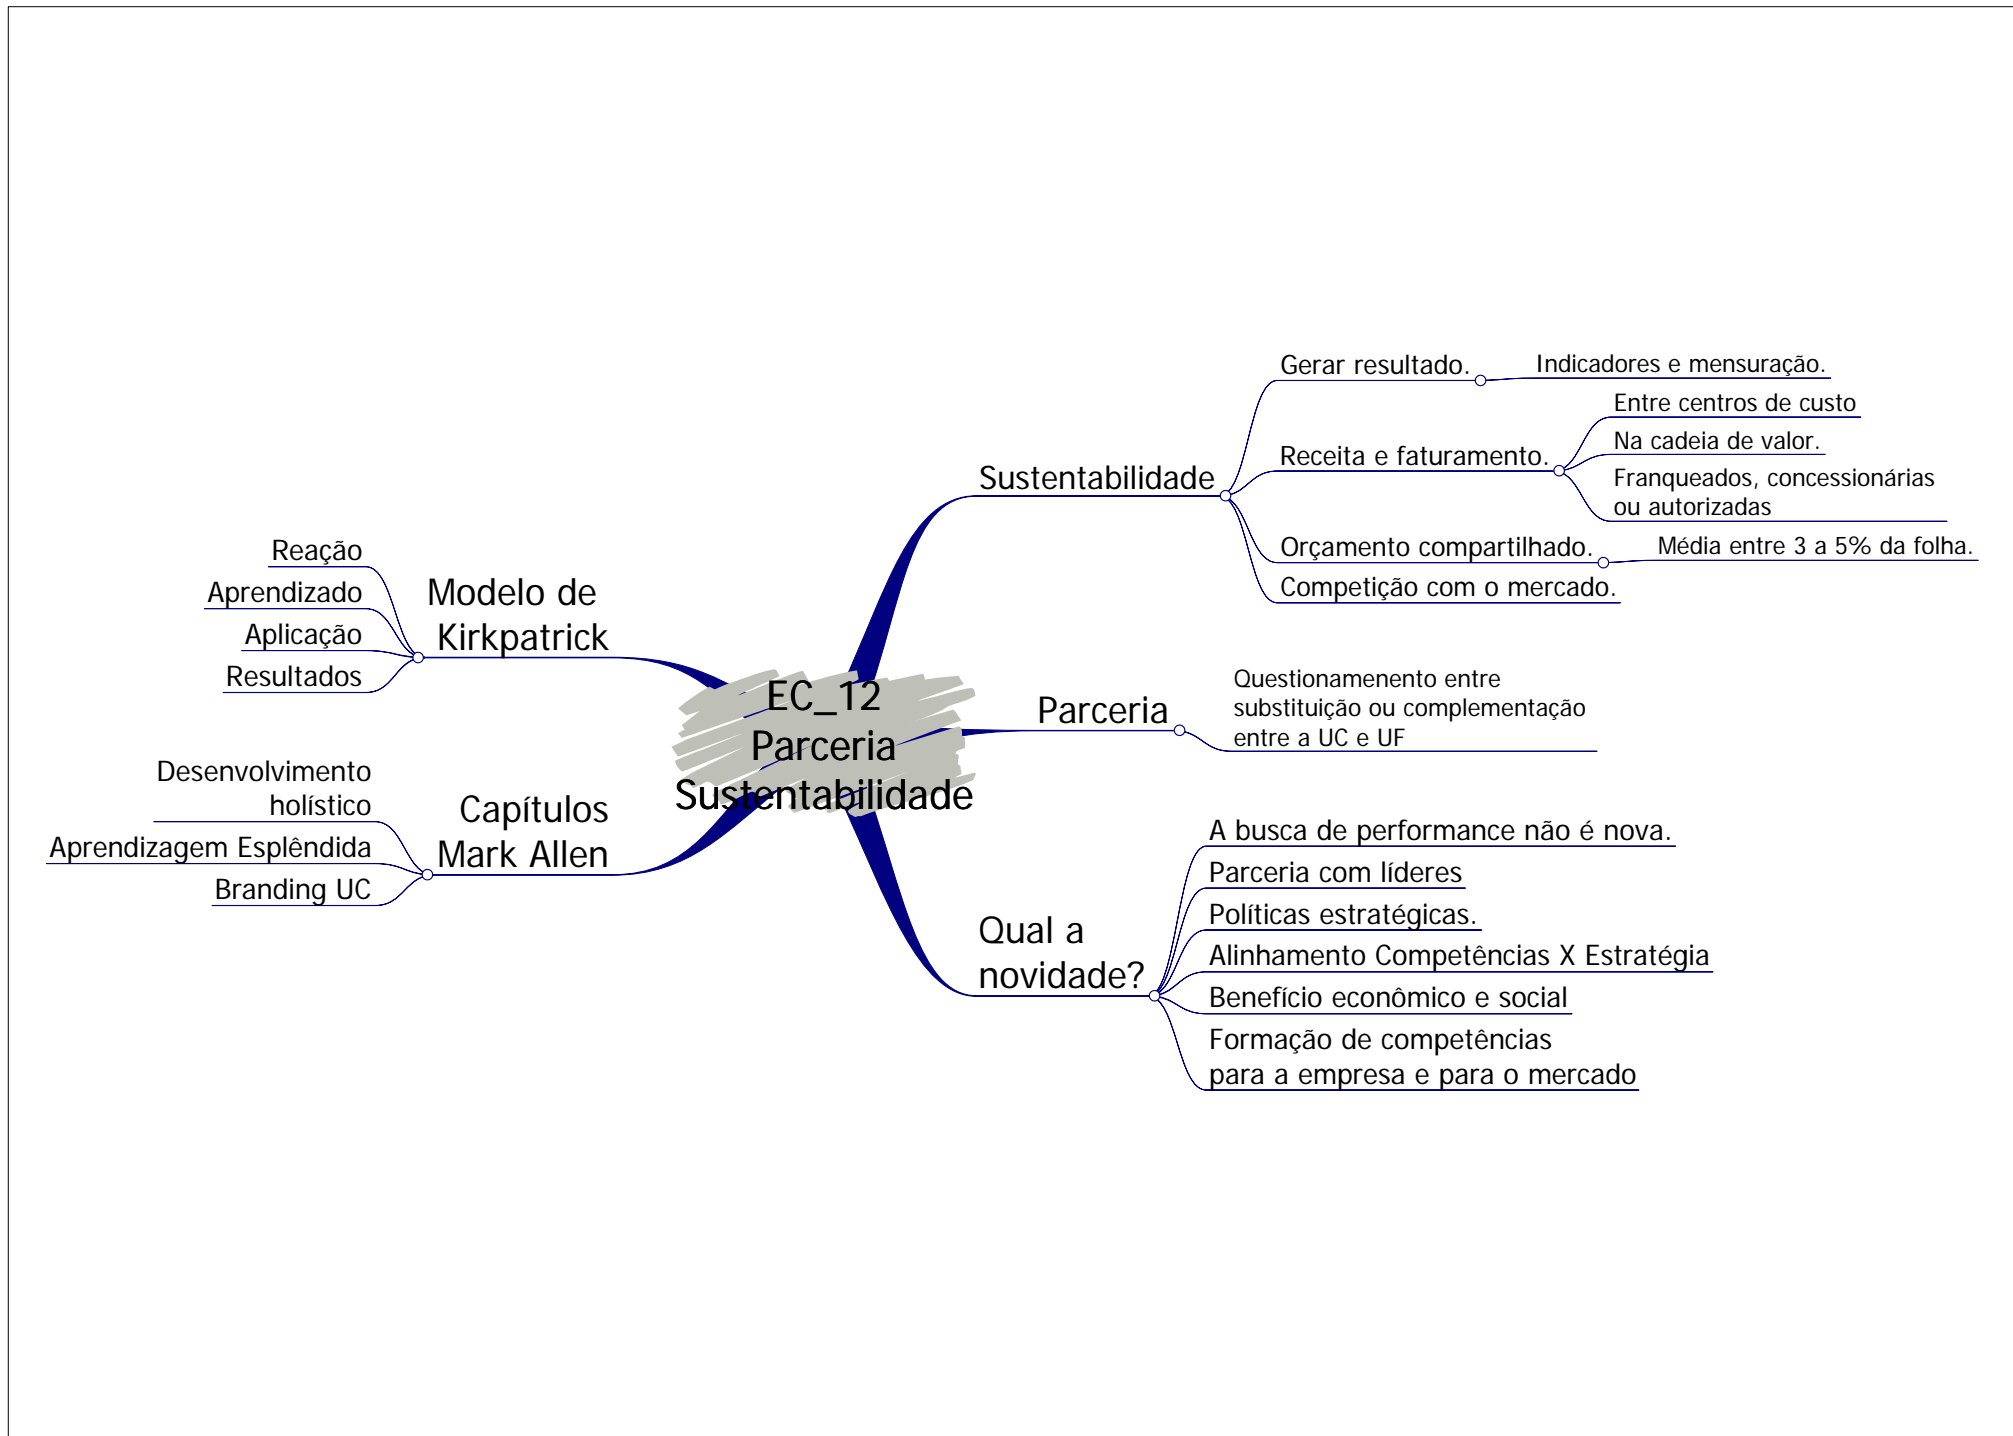 EC_12
Parceria
Sustentabilidade
Sustentabilidade
Gerar resultado.
Indicadores e mensuração.
Receita e faturamento.
Entre centros de custo
Na cadeia de valor.
Franqueados, concessionárias
ou autorizadas
Orçamento compartilhado.
Média entre 3 a 5% da folha.
Competição com o mercado.
Parceria
Questionamenento entre
substituição ou complementação
entre a UC e UF
Qual a
novidade?
A busca de performance não é nova.
Parceria com líderes
Políticas estratégicas.
Alinhamento Competências X Estratégia
Benefício econômico e social
Formação de competências
para a empresa e para o mercado
Capítulos
Mark Allen
Desenvolvimento
holístico
Aprendizagem Esplêndida
Branding UC
Modelo de
Kirkpatrick
Reação
Aprendizado
Aplicação
Resultados